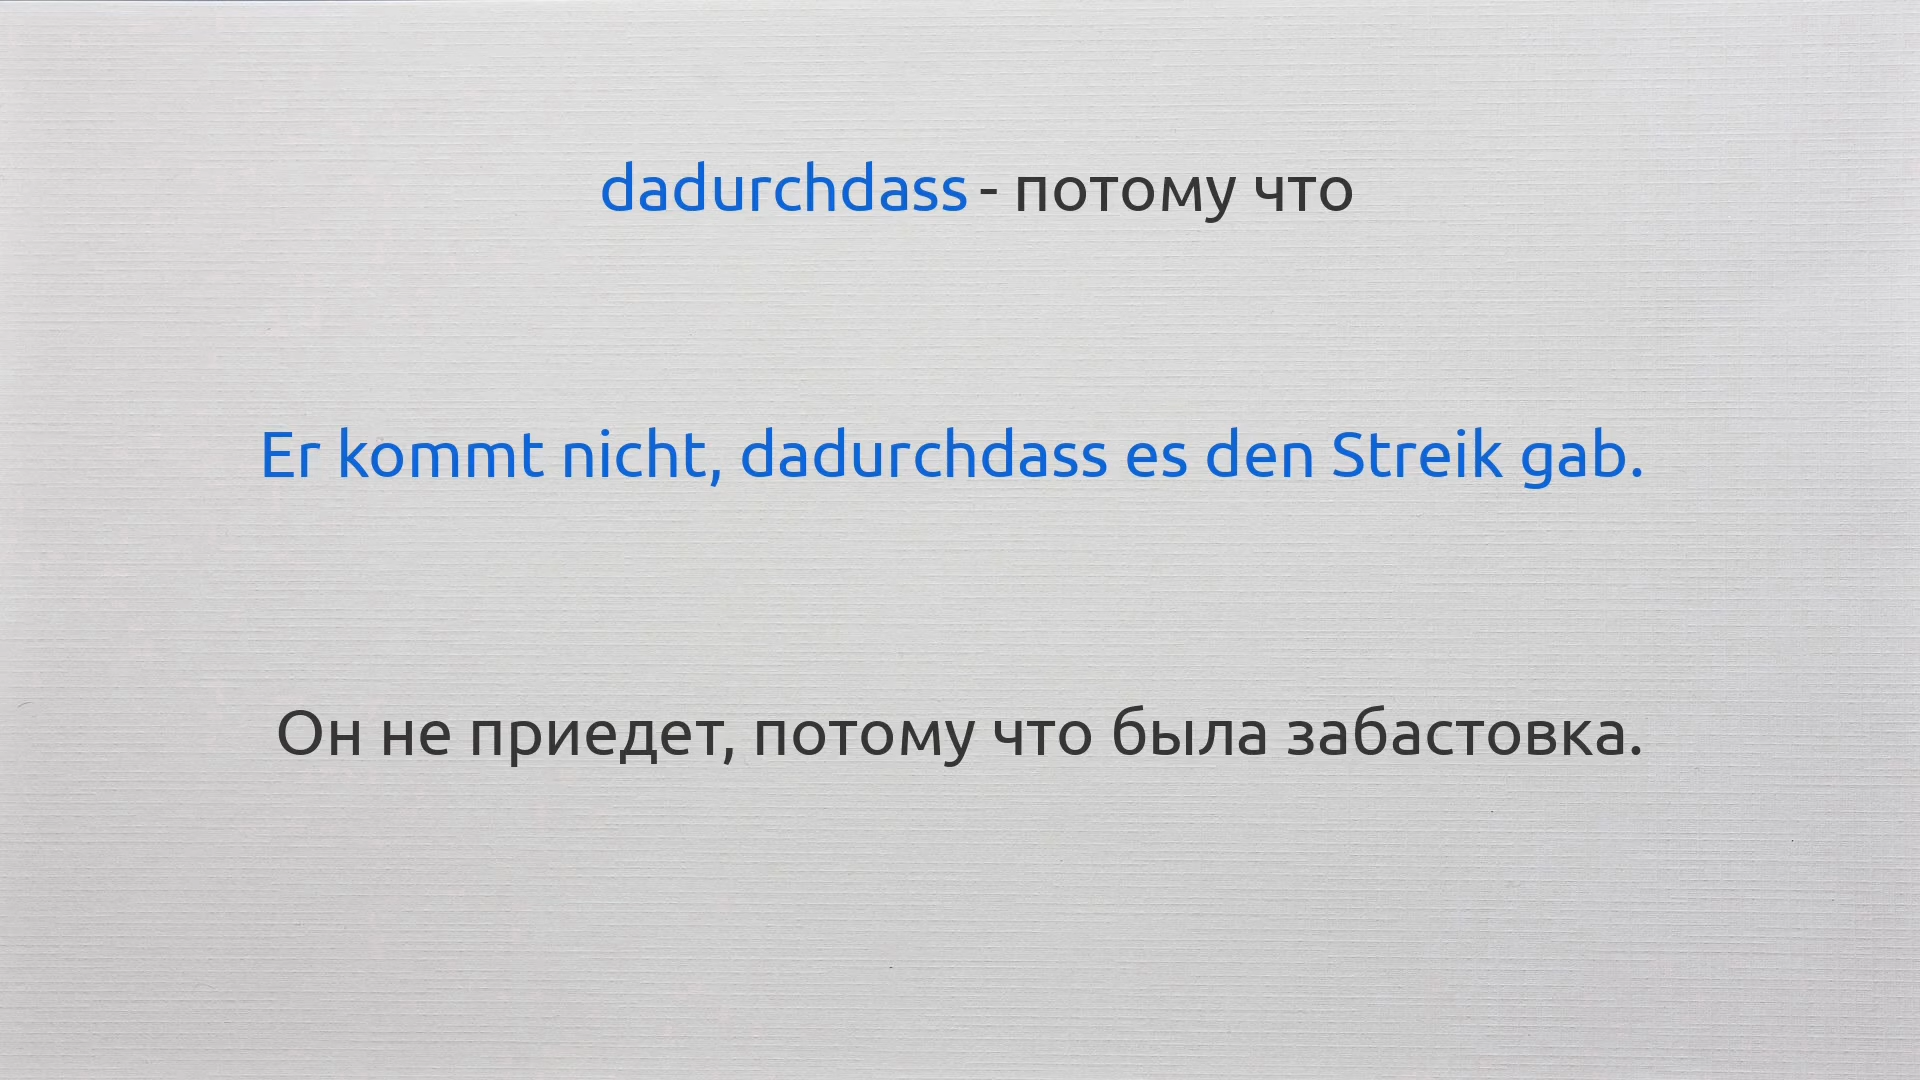 dadurchdass - потому что
Er kommt nicht, dadurchdass es den Streik gab.
Он не приедет, потому что была забастовка.